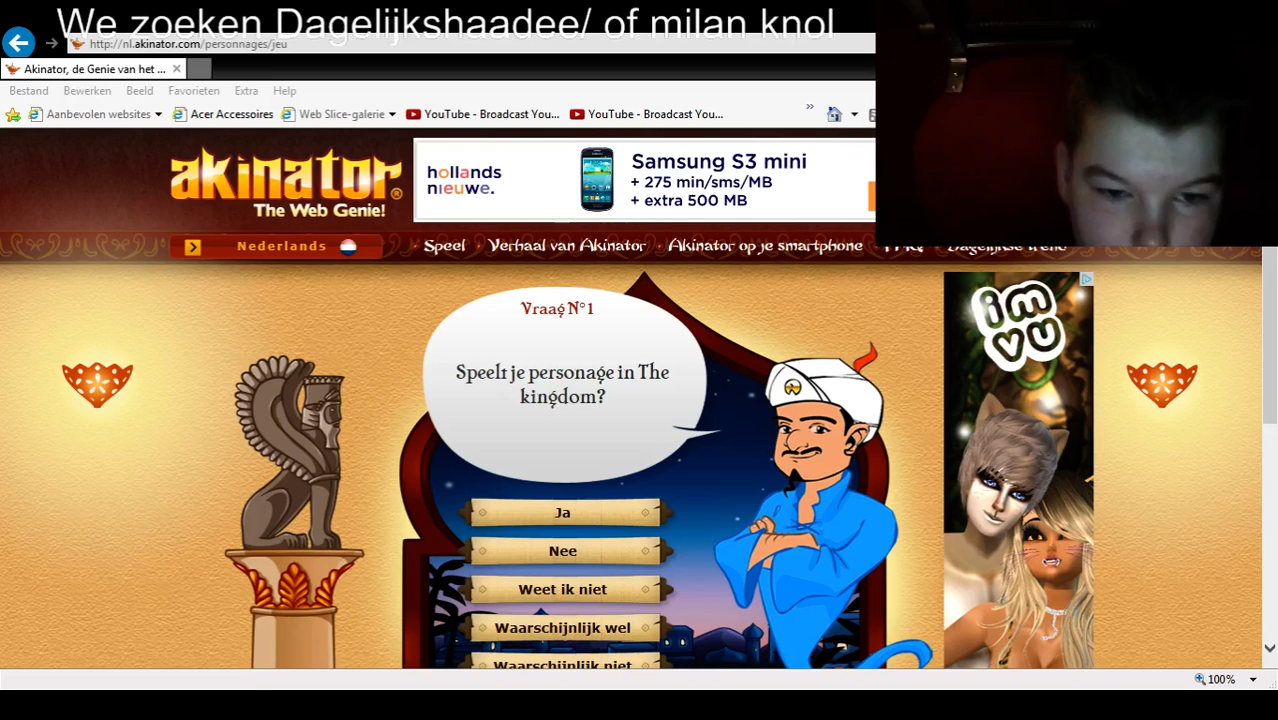 We zoeken Dagelijkshaadee/ of milan knol
http://nl.akinator.com/personnages/jeu
Akinator, de Genie van het ...
Bestand Bewerken Beeld Favorieten Extra Help
Aanbevolen websites Acer Accessoires Web Slice-galerie YouTube - Broadcast You... YouTube - Broadcast You... »
akinator®
The Web Genie!
hollands
nieuwe.
Samsung S3 mini
+ 275 min/sms/MB
+ extra 500 MB
Nederlands · Speel · Verhaal van Akinator · Akinator op je smartphone
imvu
Vraag N°1
Speelt je personage in The
kingdom?
Ja
Nee
Weet ik niet
Waarschijnlijk wel
Waarschijnlijk niet
100%